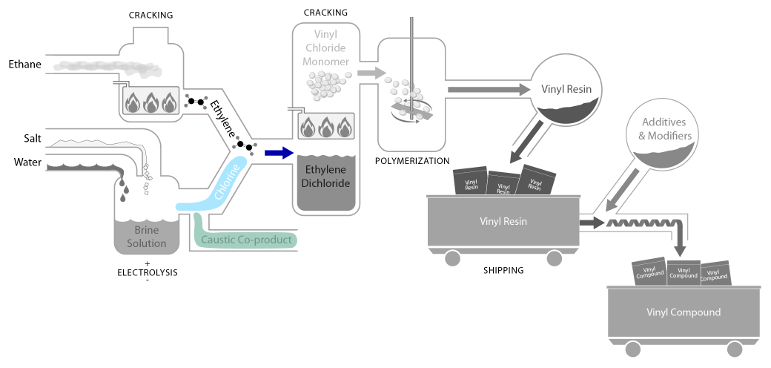 CRACKING
Ethane
Ethylene
Salt
Water
Chlorine
Brine
Solution
+
ELECTROLYSIS
-
Caustic Co-product
CRACKING
Vinyl
Chloride
Monomer
Ethylene
Dichloride
POLYMERIZATION
Vinyl Resin
Additives
& Modifiers
Vinyl
Resin
Vinyl
Resin
Vinyl
Resin
Vinyl Resin
SHIPPING
Vinyl
Compound
Vinyl
Compound
Vinyl
Compound
Vinyl Compound